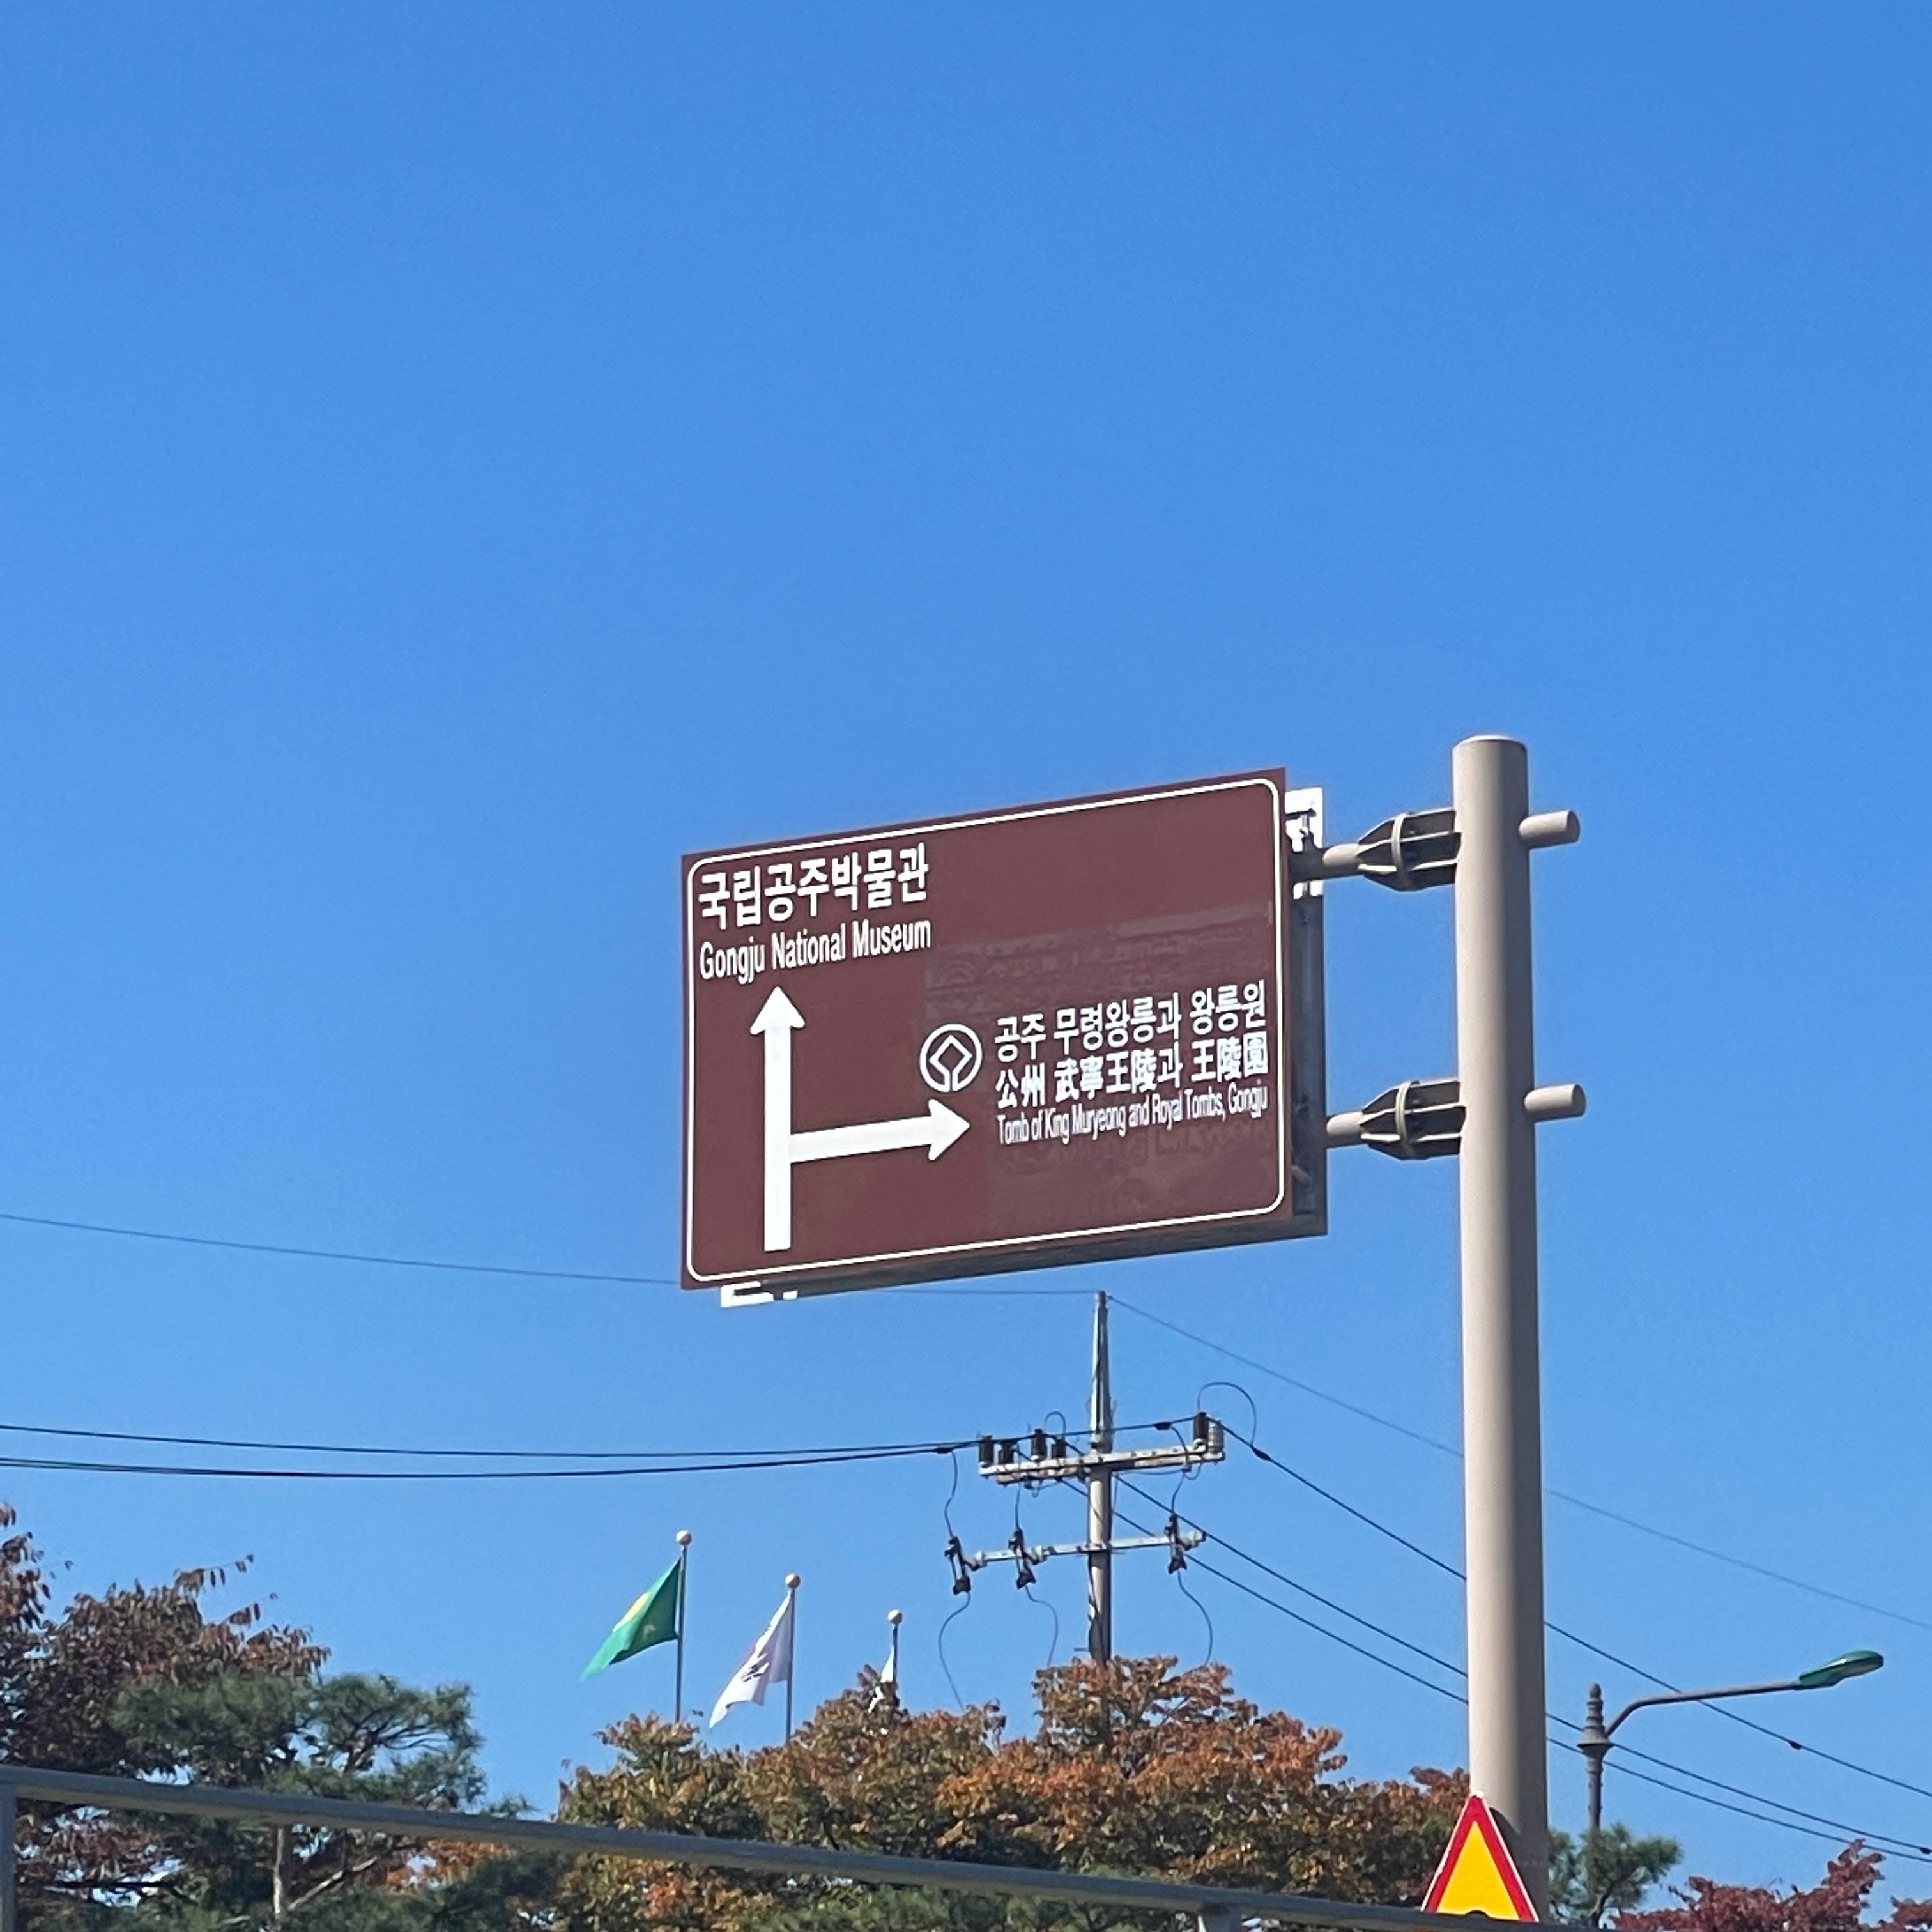 국립공주박물관
Gongju National Museum
공주 무령왕릉과 왕릉원
公州 武寧王陵과 王陵園
Tomb of King Muryeong and Royal Tombs, Gongju